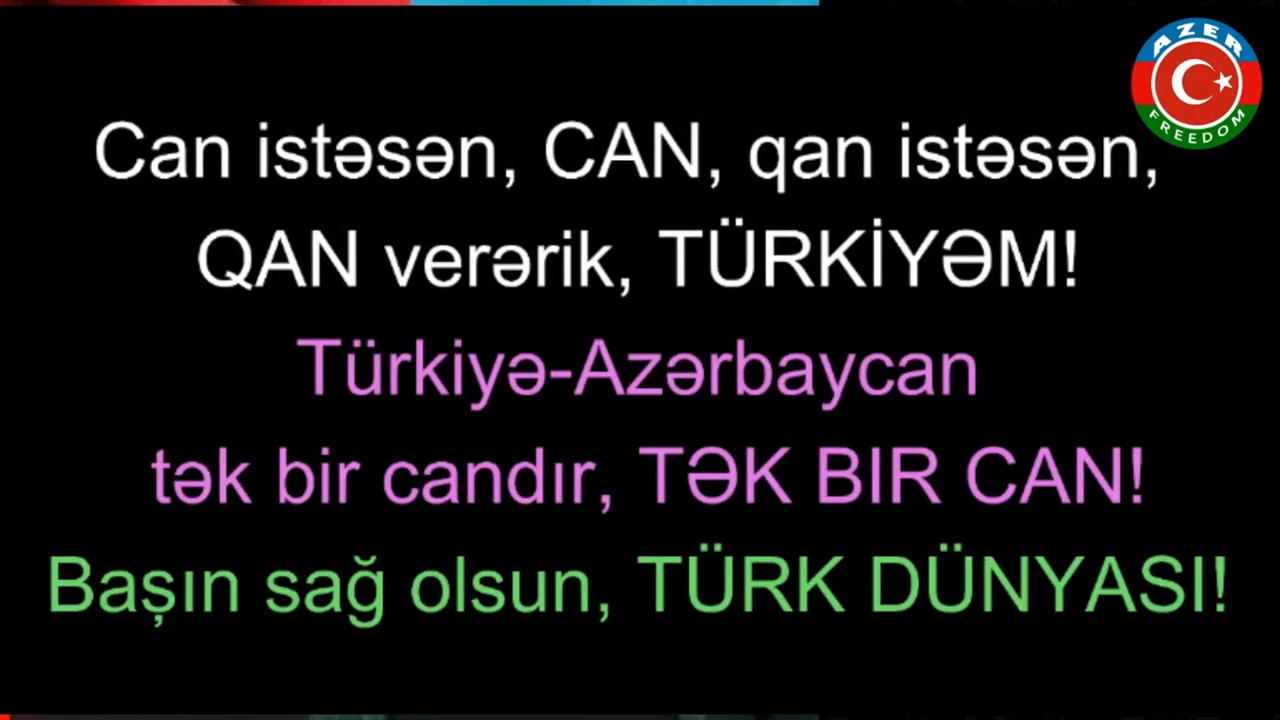 AZER
FREEDOM
Can istəsən, CAN, qan istəsən,
QAN verərik, TÜRKİYƏM!
Türkiyə-Azərbaycan
tək bir candır, TƏK BIR CAN!
Başın sağ olsun, TÜRK DÜNYASI!